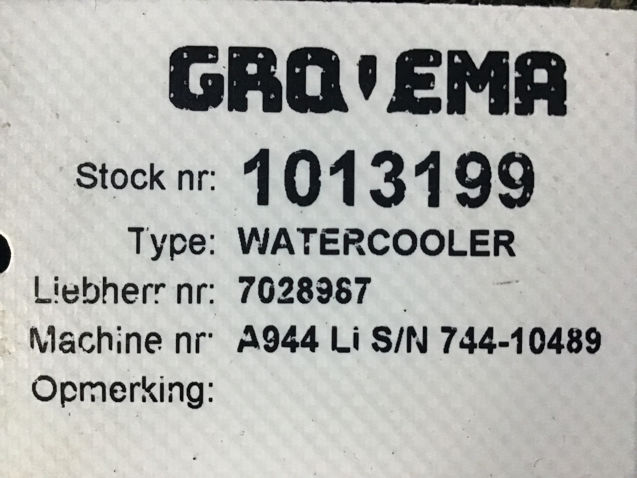 GROVEMA
Stock nr: 1013199
Type: WATERCOOLER
Liebherr nr: 7028967
Machine nr: A944 Li S/N 744-10489
Opmerking: